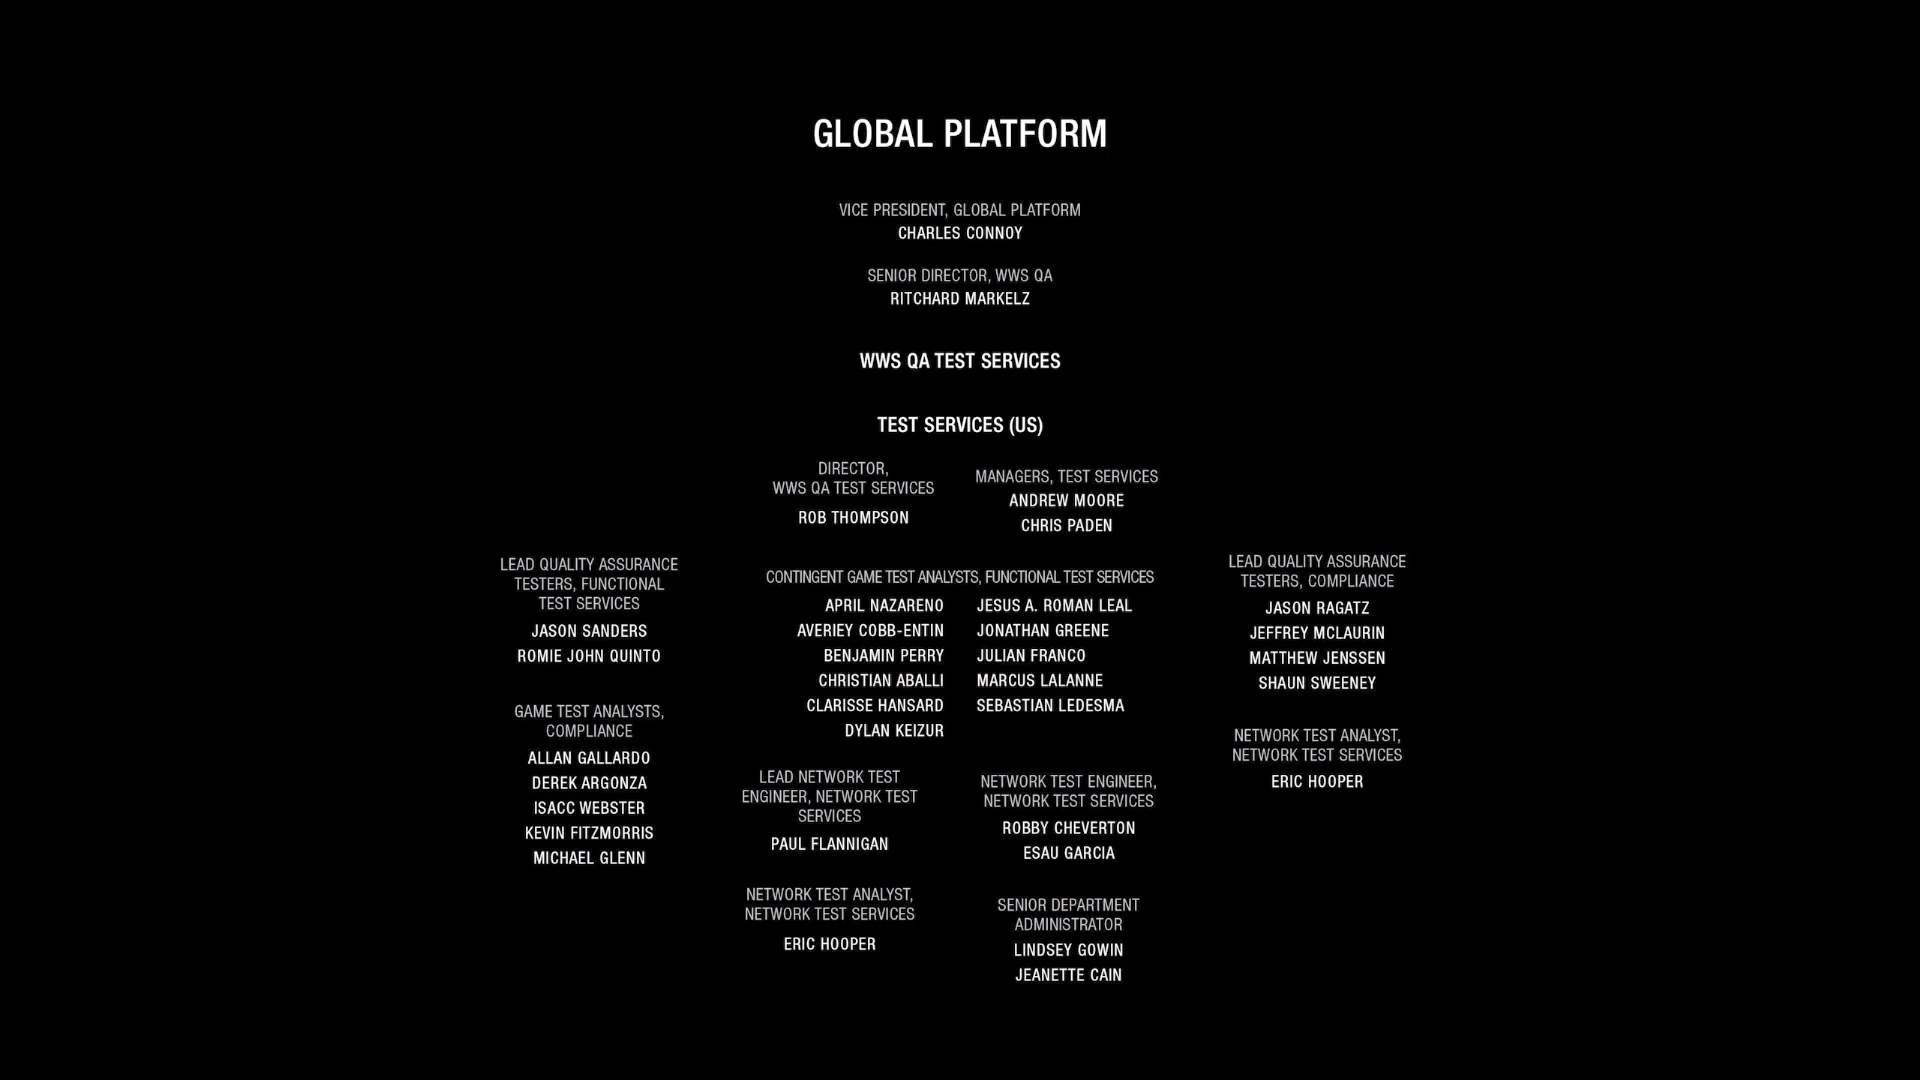 GLOBAL PLATFORM
VICE PRESIDENT, GLOBAL PLATFORM
CHARLES CONNOY
SENIOR DIRECTOR, WWS QA
RITCHARD MARKELZ
WWS QA TEST SERVICES
TEST SERVICES (US)
DIRECTOR,
WWS QA TEST SERVICES
ROB THOMPSON
MANAGERS, TEST SERVICES
ANDREW MOORE
CHRIS PADEN
LEAD QUALITY ASSURANCE
TESTERS, FUNCTIONAL
TEST SERVICES
JASON SANDERS
ROMIE JOHN QUINTO
GAME TEST ANALYSTS,
COMPLIANCE
ALLAN GALLARDO
DEREK ARGONZA
ISACC WEBSTER
KEVIN FITZMORRIS
MICHAEL GLENN
CONTINGENT GAME TEST ANALYSTS, FUNCTIONAL TEST SERVICES
APRIL NAZARENO
AVERIEY COBB-ENTIN
BENJAMIN PERRY
CHRISTIAN ABALLI
CLARISSE HANSARD
DYLAN KEIZUR
JESUS A. ROMAN LEAL
JONATHAN GREENE
JULIAN FRANCO
MARCUS LALANNE
SEBASTIAN LEDESMA
LEAD NETWORK TEST
ENGINEER, NETWORK TEST
SERVICES
PAUL FLANNIGAN
NETWORK TEST ENGINEER,
NETWORK TEST SERVICES
ROBBY CHEVERTON
ESAU GARCIA
NETWORK TEST ANALYST,
NETWORK TEST SERVICES
ERIC HOOPER
SENIOR DEPARTMENT
ADMINISTRATOR
LINDSEY GOWIN
JEANETTE CAIN
LEAD QUALITY ASSURANCE
TESTERS, COMPLIANCE
JASON RAGATZ
JEFFREY MCLAURIN
MATTHEW JENSSEN
SHAUN SWEENEY
NETWORK TEST ANALYST,
NETWORK TEST SERVICES
ERIC HOOPER